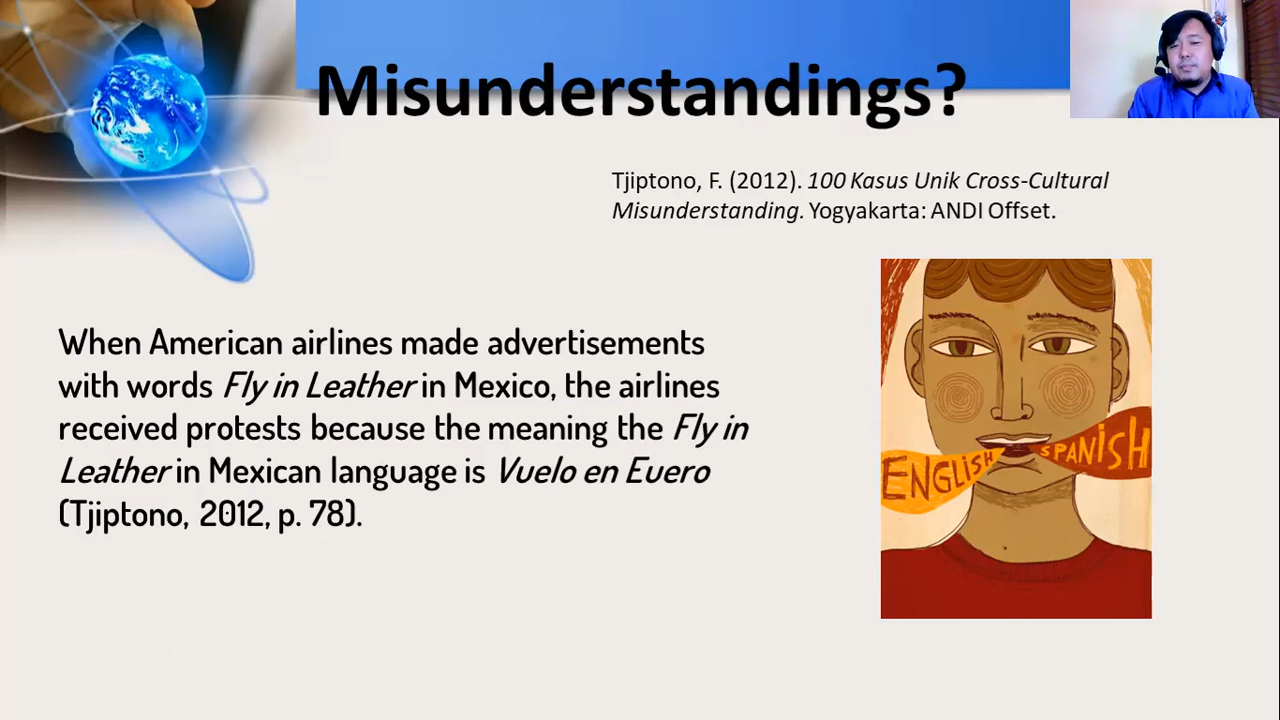 Misunderstandings?
Tjiptono, F. (2012). 100 Kasus Unik Cross-Cultural
Misunderstanding. Yogyakarta: ANDI Offset.
When American airlines made advertisements
with words Fly in Leather in Mexico, the airlines
received protests because the meaning the Fly in
Leather in Mexican language is Vuelo en Euero
(Tjiptono, 2012, p. 78).
ENGLISH
SPANISH